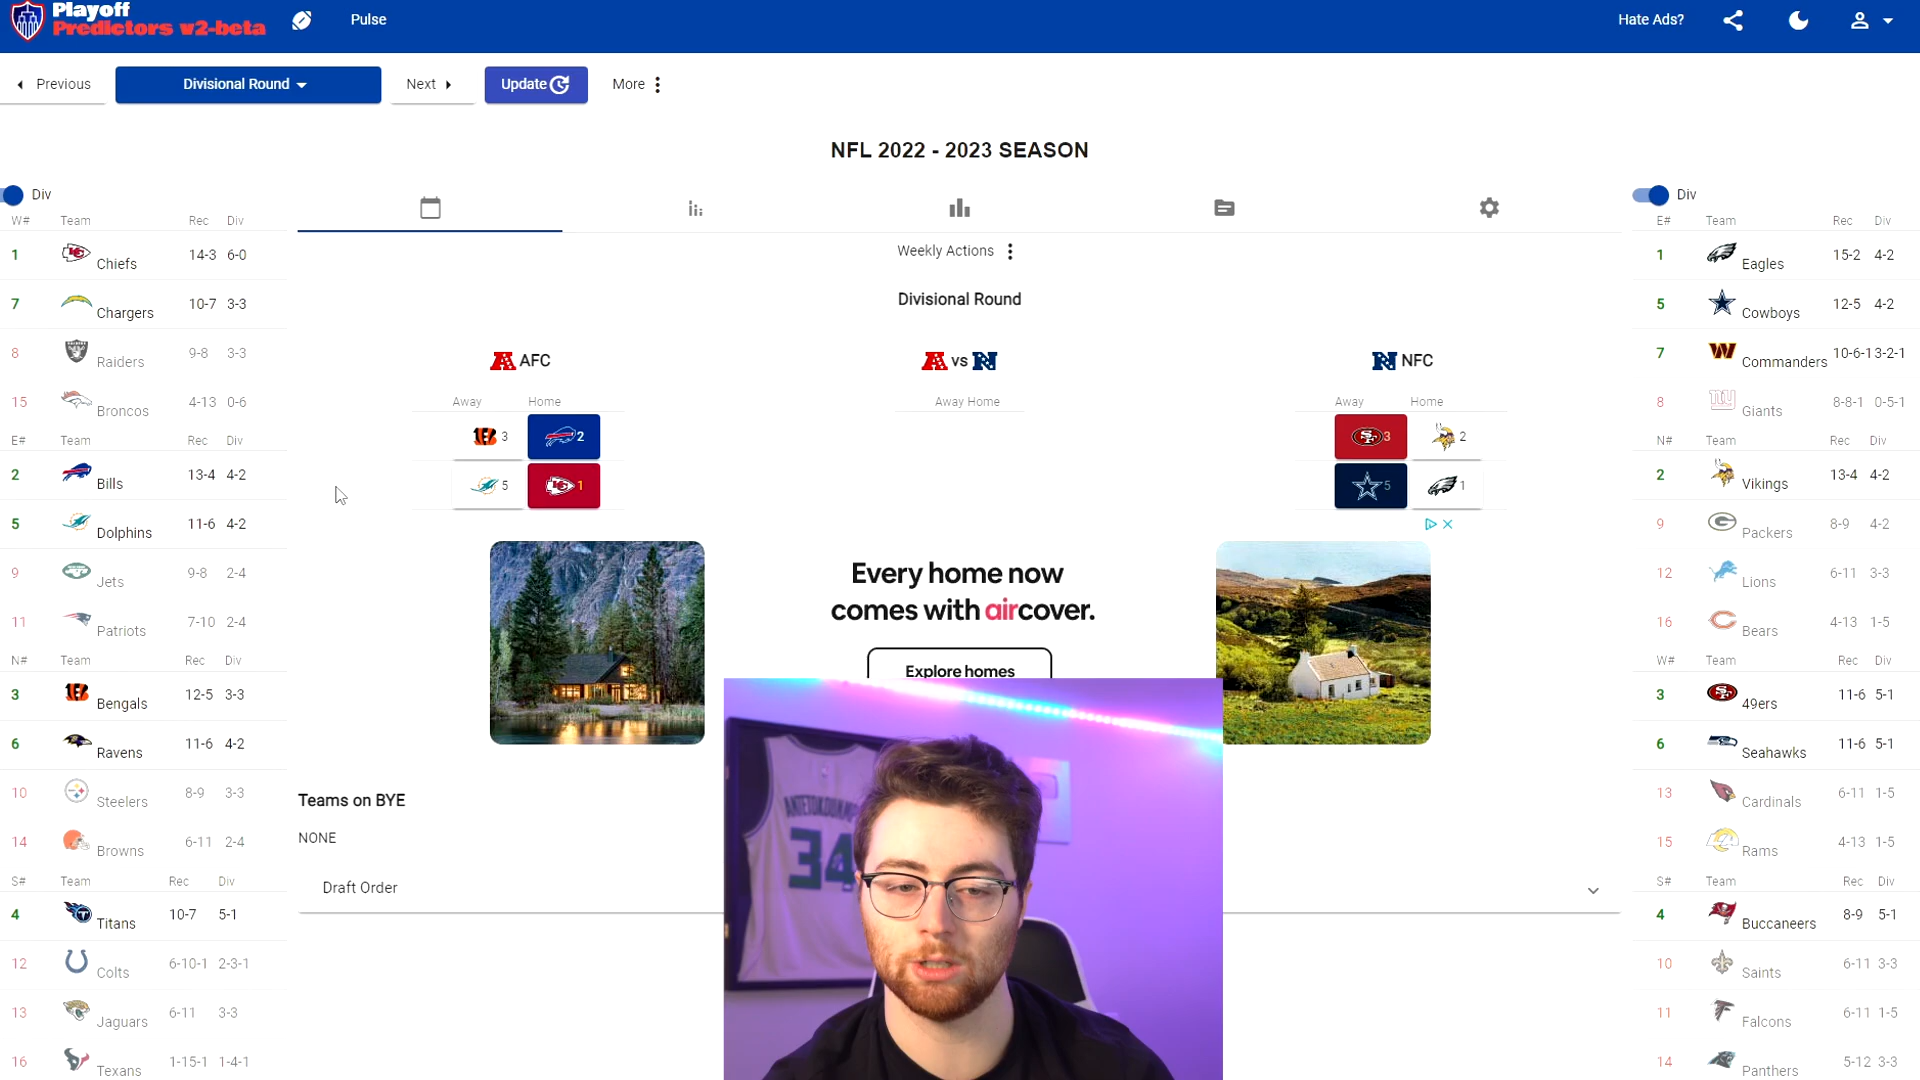 Playoff
Predictors v2-beta
Pulse
Hate Ads?
Previous
Divisional Round
Next
Update
More
NFL 2022 - 2023 SEASON
Div
W# Team Rec Div
1 Chiefs 14-3 6-0
7 Chargers 10-7 3-3
8 Raiders 9-8 3-3
15 Broncos 4-13 0-6
E# Team Rec Div
2 Bills 13-4 4-2
5 Dolphins 11-6 4-2
9 Jets 9-8 2-4
11 Patriots 7-10 2-4
N# Team Rec Div
3 Bengals 12-5 3-3
6 Ravens 11-6 4-2
10 Steelers 8-9 3-3
14 Browns 6-11 2-4
S# Team Rec Div
4 Titans 10-7 5-1
12 Colts 6-10-1 2-3-1
13 Jaguars 6-11 3-3
16 Texans 1-15-1 1-4-1
Weekly Actions
Divisional Round
AFC
Away Home
3 2
5 1
A vs N
Away Home
NFC
Away Home
3 2
5 1
Every home now
comes with aircover.
Explore homes
Teams on BYE
NONE
Draft Order
ANTETOKOUNMPO
34
Div
E# Team Rec Div
1 Eagles 15-2 4-2
5 Cowboys 12-5 4-2
7 Commanders 10-6-1 3-2-1
8 Giants 8-8-1 0-5-1
N# Team Rec Div
2 Vikings 13-4 4-2
9 Packers 8-9 4-2
12 Lions 6-11 3-3
16 Bears 4-13 1-5
W# Team Rec Div
3 49ers 11-6 5-1
6 Seahawks 11-6 5-1
13 Cardinals 6-11 1-5
15 Rams 4-13 1-5
S# Team Rec Div
4 Buccaneers 8-9 5-1
10 Saints 6-11 3-3
11 Falcons 6-11 1-5
14 Panthers 5-12 3-3